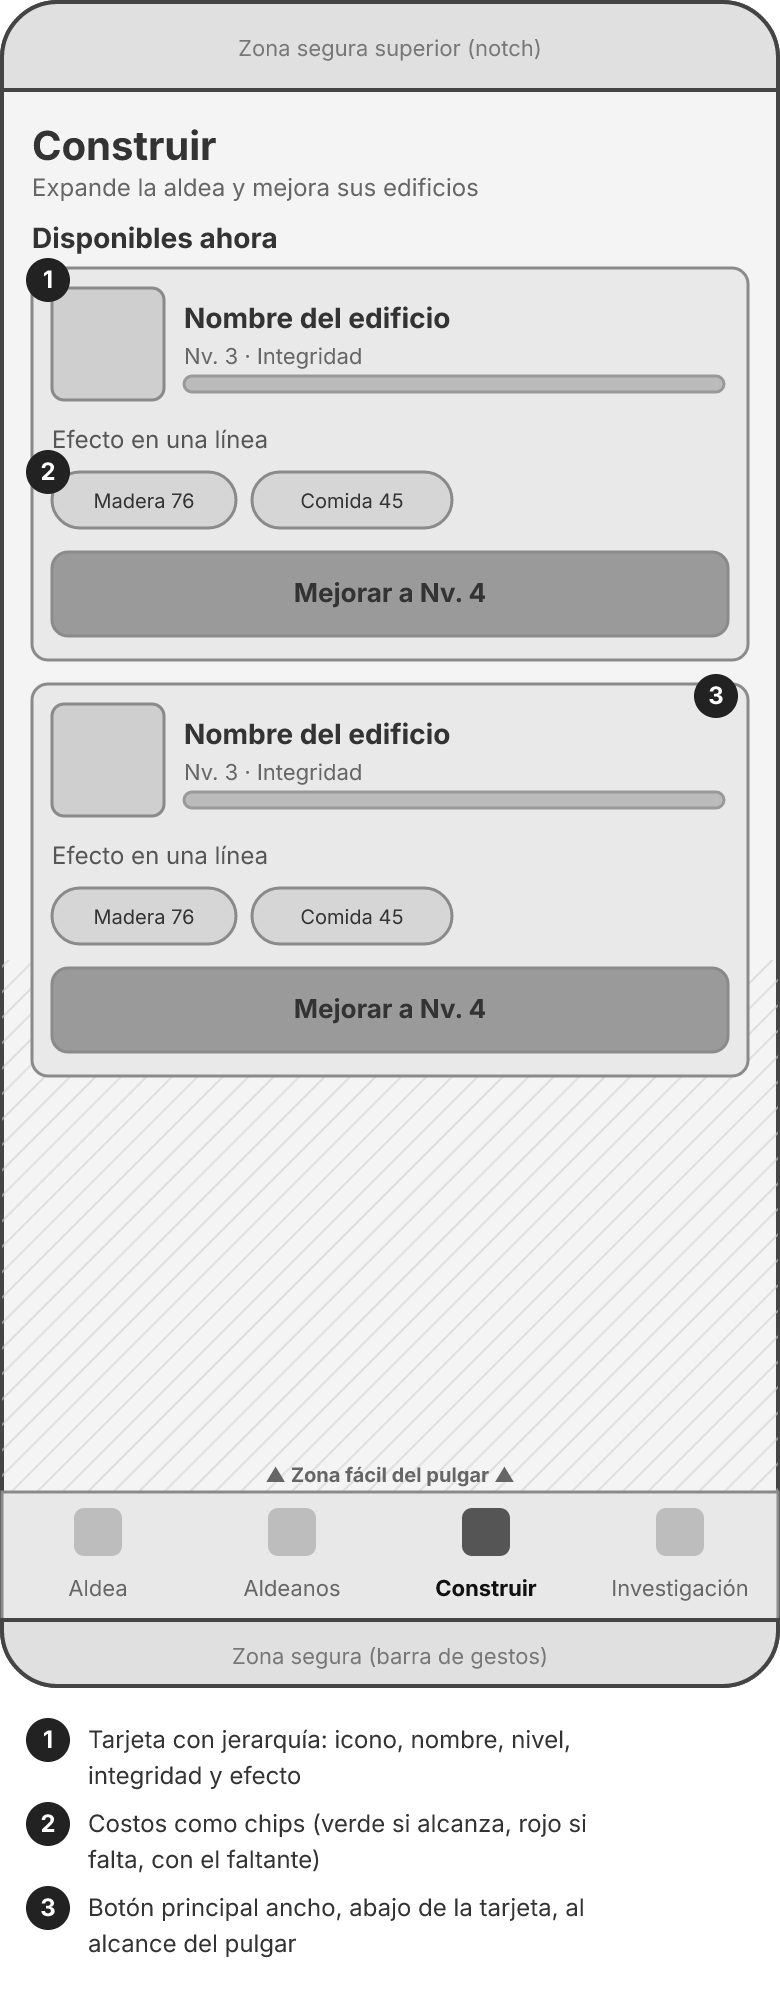 Zona segura superior (notch)
Construir
Expande la aldea y mejora sus edificios
Disponibles ahora
1
Nombre del edificio
Nv. 3 · Integridad
Efecto en una línea
2
Madera 76
Comida 45
Mejorar a Nv. 4
3
Nombre del edificio
Nv. 3 · Integridad
Efecto en una línea
Madera 76
Comida 45
Mejorar a Nv. 4
▲ Zona fácil del pulgar ▲
Aldea
Aldeanos
Construir
Investigación
Zona segura (barra de gestos)
1 Tarjeta con jerarquía: icono, nombre, nivel,
integridad y efecto
2 Costos como chips (verde si alcanza, rojo si
falta, con el faltante)
3 Botón principal ancho, abajo de la tarjeta, al
alcance del pulgar